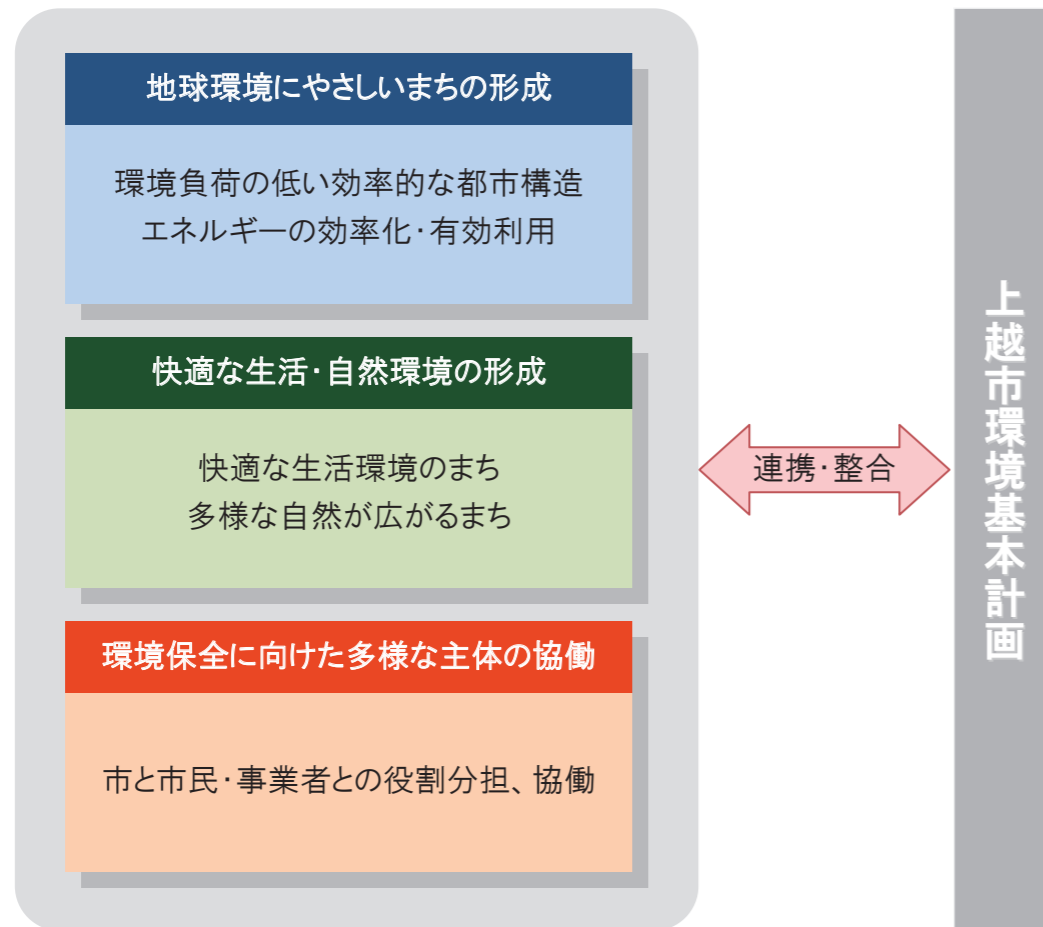 地球環境にやさしいまちの形成
環境負荷の低い効率的な都市構造
エネルギーの効率化・有効利用
快適な生活・自然環境の形成
快適な生活環境のまち
多様な自然が広がるまち
環境保全に向けた多様な主体の協働
市と市民・事業者との役割分担、協働
連携・整合
上越市環境基本計画